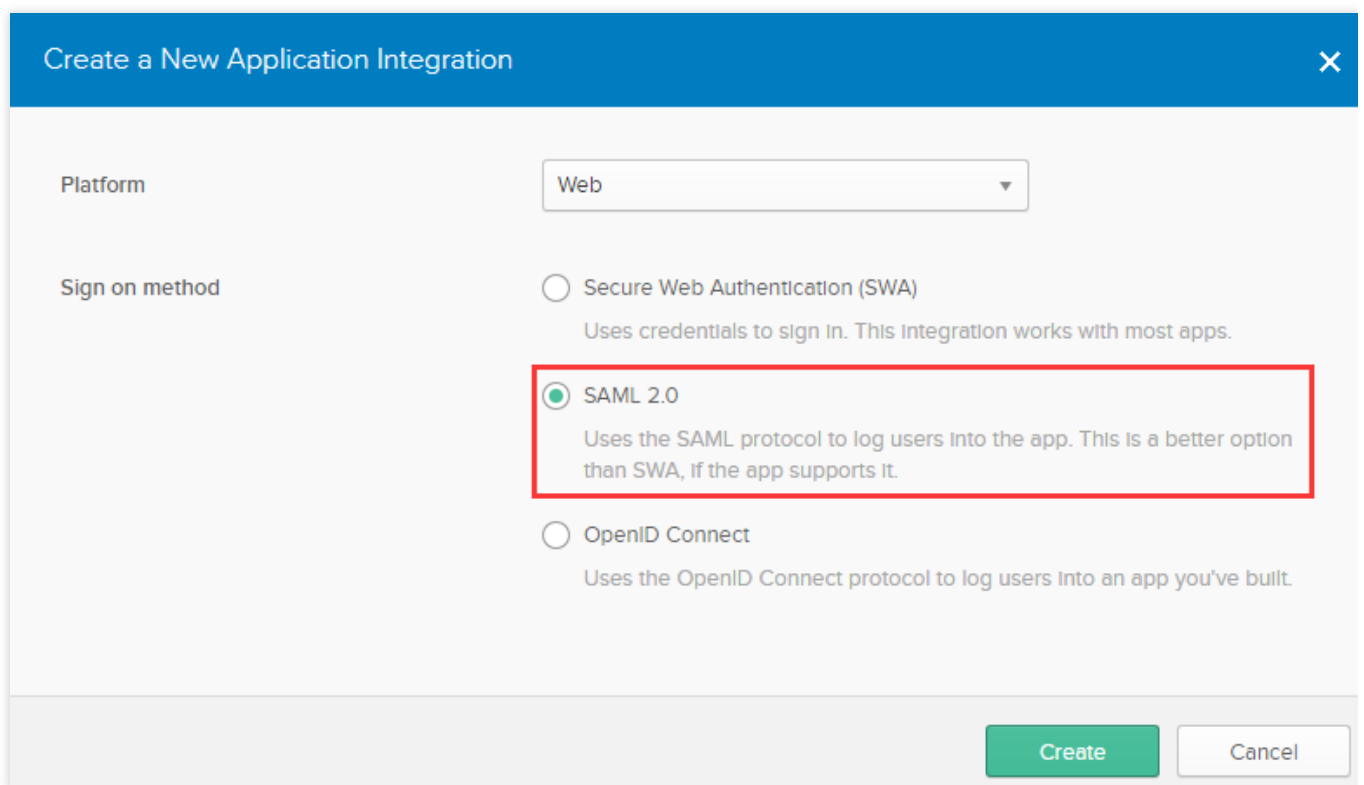 Create a New Application Integration
Platform
Web
Sign on method
Secure Web Authentication (SWA)
Uses credentials to sign in. This integration works with most apps.
SAML 2.0
Uses the SAML protocol to log users into the app. This is a better option
than SWA, if the app supports it.
OpenID Connect
Uses the OpenID Connect protocol to log users into an app you've built.
Create
Cancel